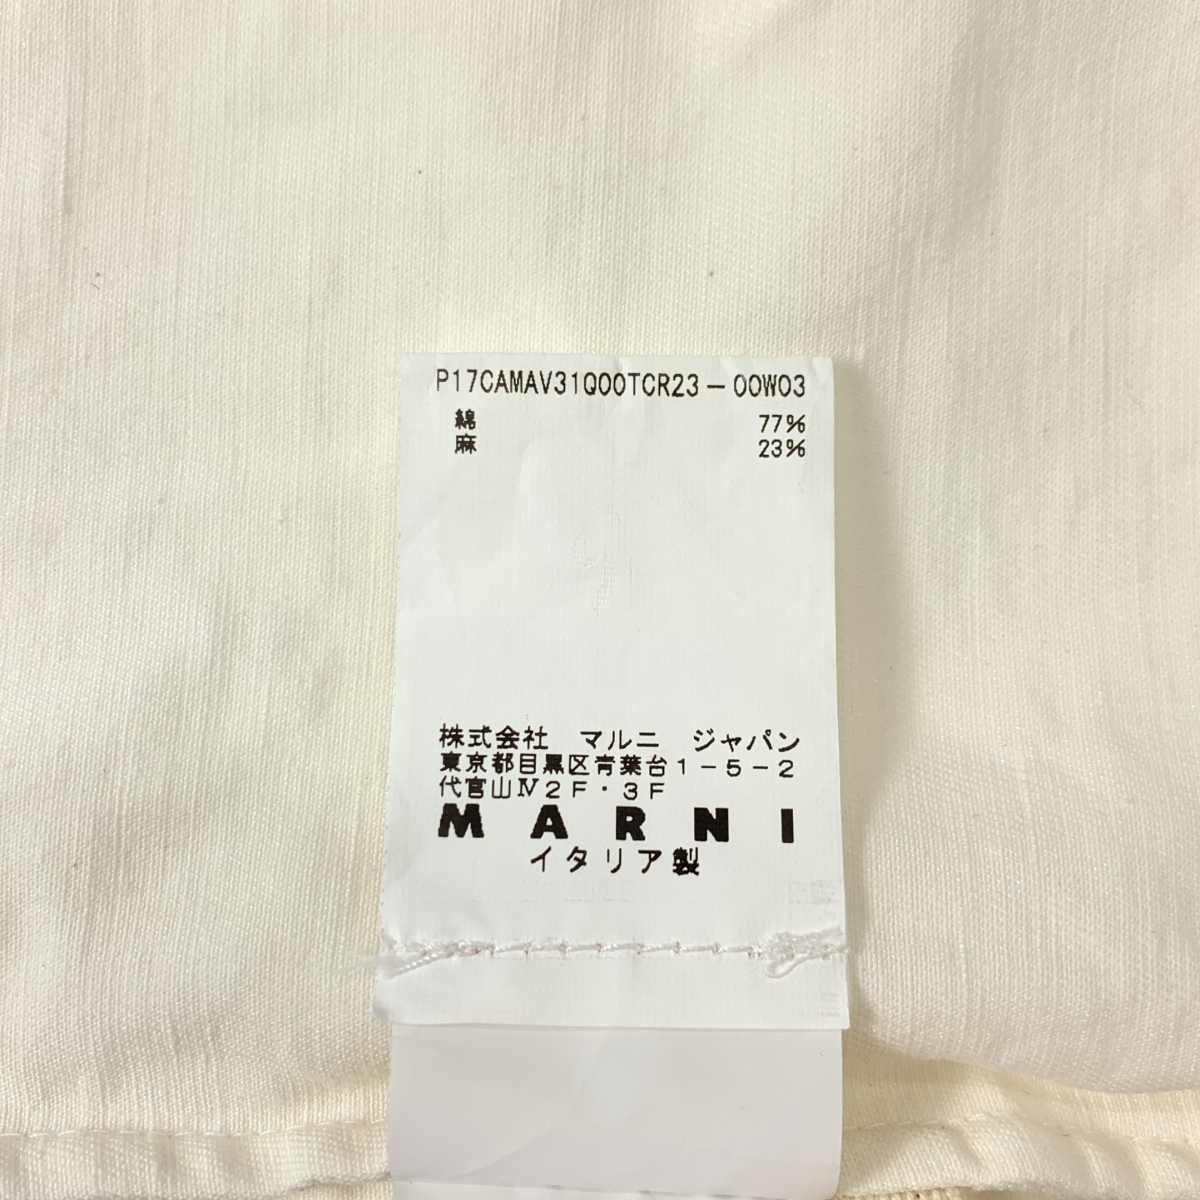 P17CAMAV31Q00TCR23－00W03
綿 77%
麻 23%
株式会社 マルニ ジャパン
東京都目黒区青葉台１－５－２
代官山Ⅳ２Ｆ・３Ｆ
MARNI
イタリア製